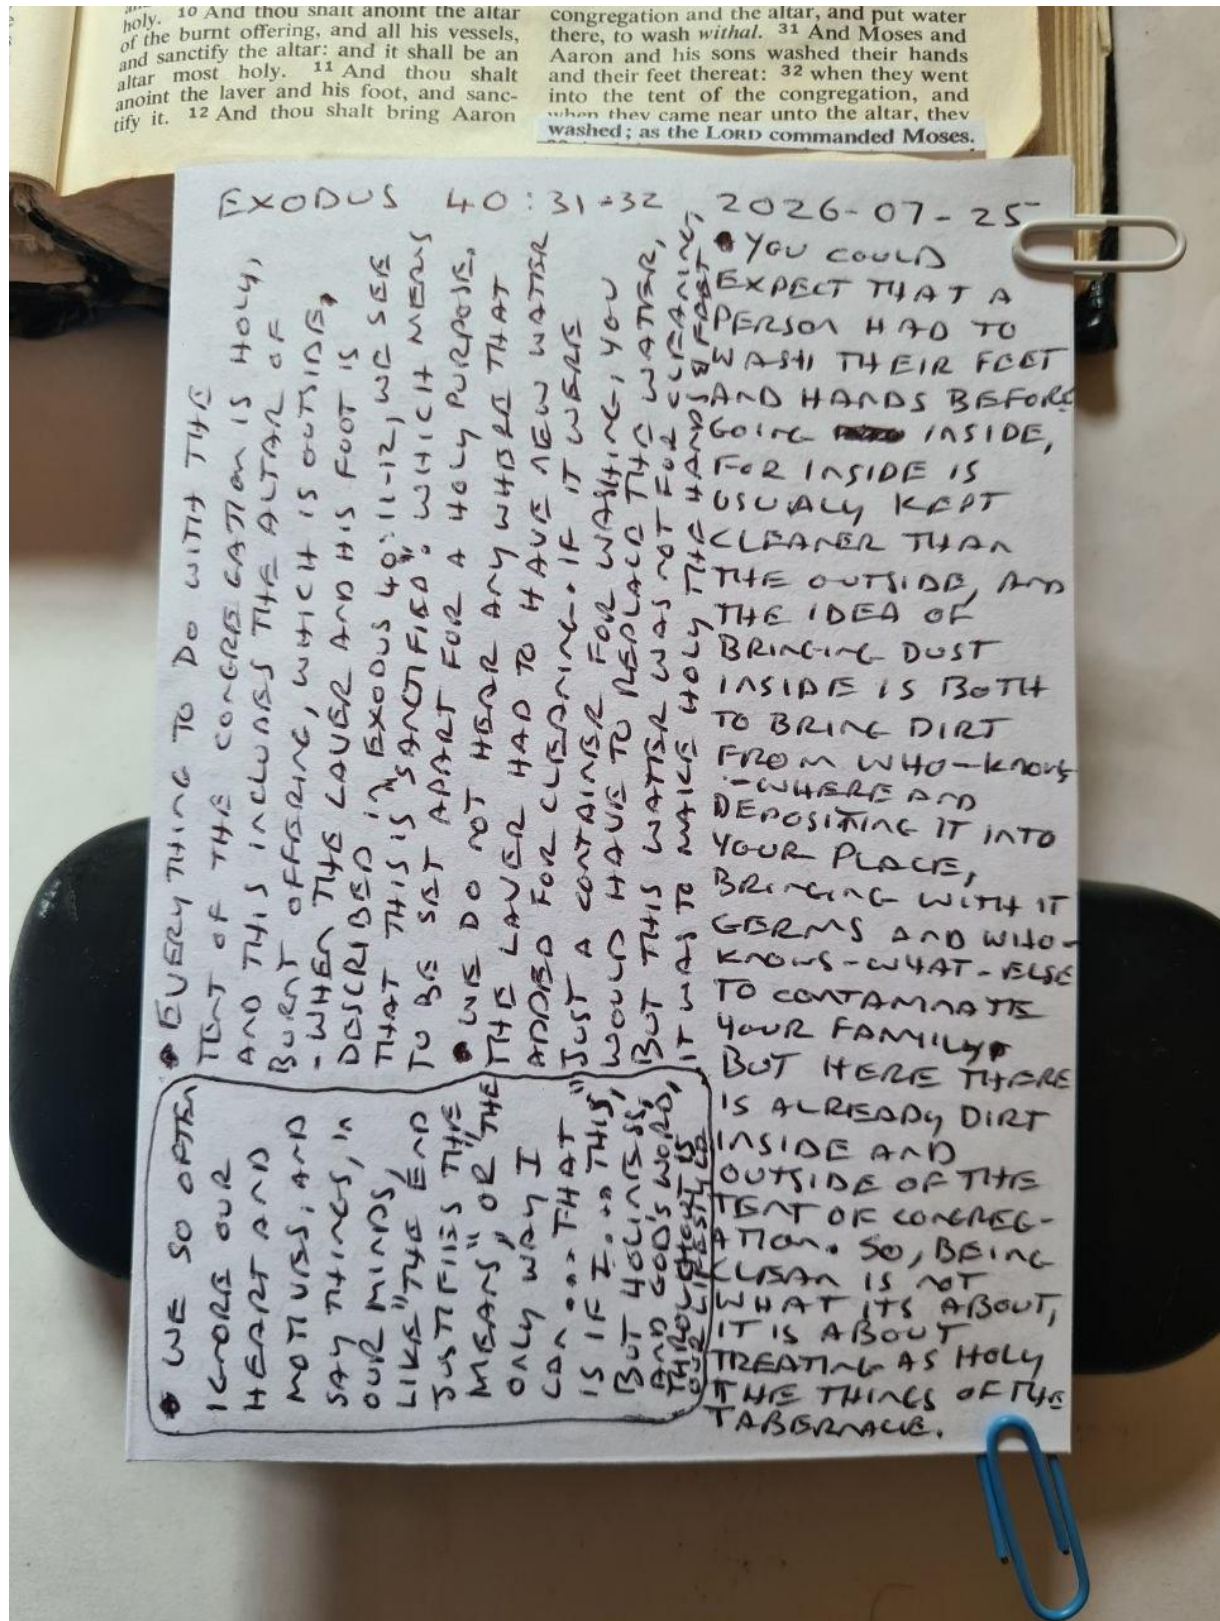 holy. 10 And thou shalt anoint the altar
of the burnt offering, and all his vessels,
and sanctify the altar: and it shall be an
altar most holy. 11 And thou shalt
anoint the laver and his foot, and sanc-
tify it. 12 And thou shalt bring Aaron
congregation and the altar, and put water
there, to wash withal. 31 And Moses and
Aaron and his sons washed their hands
and their feet thereat: 32 when they went
into the tent of the congregation, and
when they came near unto the altar, they
washed; as the LORD commanded Moses.
EXODUS 40:31-32, 2026-07-25
• YOU COULD
EXPECT THAT A
PERSON HAD TO
WASH THEIR FEET
AND HANDS BEFORE
GOING INSIDE,
FOR INSIDE IS
USUALY KEPT
CLEANER THAN
THE OUTSIDE, AND
THE IDEA OF
BRINGING DUST
INSIDE IS BOTH
TO BRING DIRT
FROM WHO-KNOWS
-WHERE AND
DEPOSITING IT INTO
YOUR PLACE,
BRINGING WITH IT
GERMS AND WHO-
KNOWS-WHAT-ELSE
TO CONTAMNATE
YOUR FAMILY.
BUT HERE THERE
IS ALREADY DIRT
INSIDE AND
OUTSIDE OF THE
TENT OF CONGREG-
ATION. SO, BEING
CLEAN IS NOT
WHAT ITS ABOUT,
IT IS ABOUT
TREATING AS HOLY
THE THINGS OF THE
TABERNACLE.
• EVERYTHING TO DO WITH THE
TENT OF THE CONGREGATION IS HOLY,
AND THIS INCLUDES THE ALTAR OF
BURNT OFFERING, WHICH IS OUTSIDE.
- WHEN THE LAVER AND HIS FOOT IS
DESCRIBED IN EXODUS 40:11-12, WE SEE
THAT THIS IS "SANCTIFIED": WHICH MENS
TO BE SET APART FOR A HOLY PURPOSE.
• WE DO NOT HEAR ANY WHERE THAT
THE LAVER HAD TO HAVE NEW WATTER
ADDED FOR CLEANING. IF IT WERE
JUST A CONTAINER FOR WASHING, YOU
WOULD HAVE TO REPLACE THE WATER,
BUT THIS WATER WAS NOT FOR CLEANING,
IT WAS TO MAKE HOLY THE HANDS & FEET
• WE SO OFTEN
IGNORE OUR
HEART AND
MOTIVES. AND
SAY THINGS, IN
OUR MINDS,
LIKE "THE END
JUSTIFIES THE
MEANS", OR "THE
ONLY WAY I
CAN... THAT
IS IF I... THIS"
BUT HOLINESS,
AND GOD'S WORD,
THROUGHOUT IS
OUR LIFESTYLE